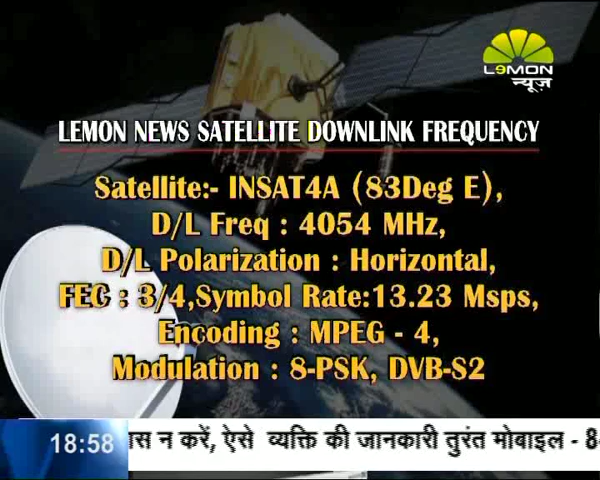 LEMON
न्यूज़
LEMON NEWS SATELLITE DOWNLINK FREQUENCY
Satellite:- INSAT4A (83Deg E),
D/L Freq : 4054 MHz,
D/L Polarization : Horizontal,
FEC : 3/4,Symbol Rate:13.23 Msps,
Encoding : MPEG - 4,
Modulation : 8-PSK, DVB-S2
18:58 न करें, ऐसे व्यक्ति की जानकारी तुरंत मोबाइल - 8